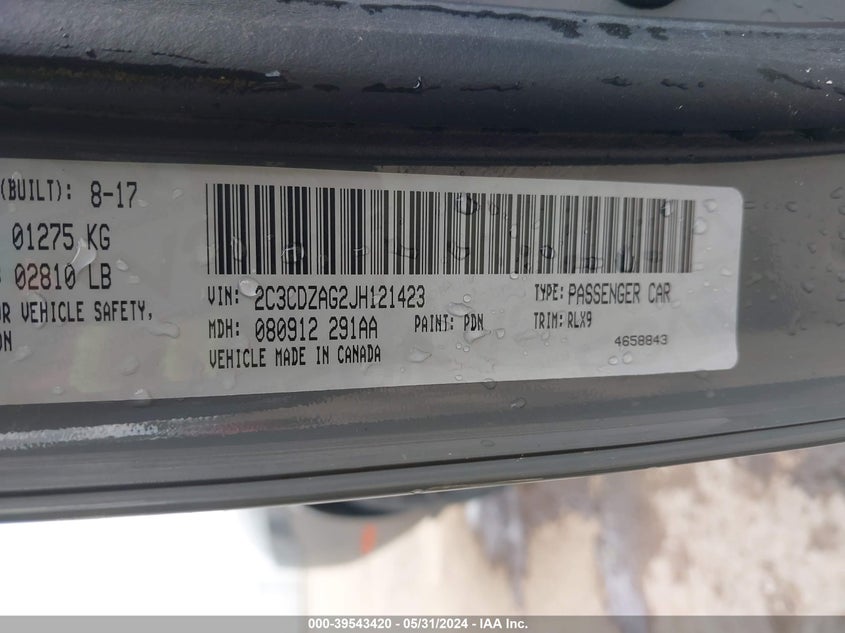 (BUILT): 8-17
01275 KG
02810 LB
R VEHICLE SAFETY,
ON
VIN: 2C3CDZAG2JH121423
TYPE: PASSENGER CAR
MDH: 080912 291AA
PAINT: PDN
TRIM: RLX9
VEHICLE MADE IN CANADA
4658843
000-39543420 - 05/31/2024 - IAA Inc.